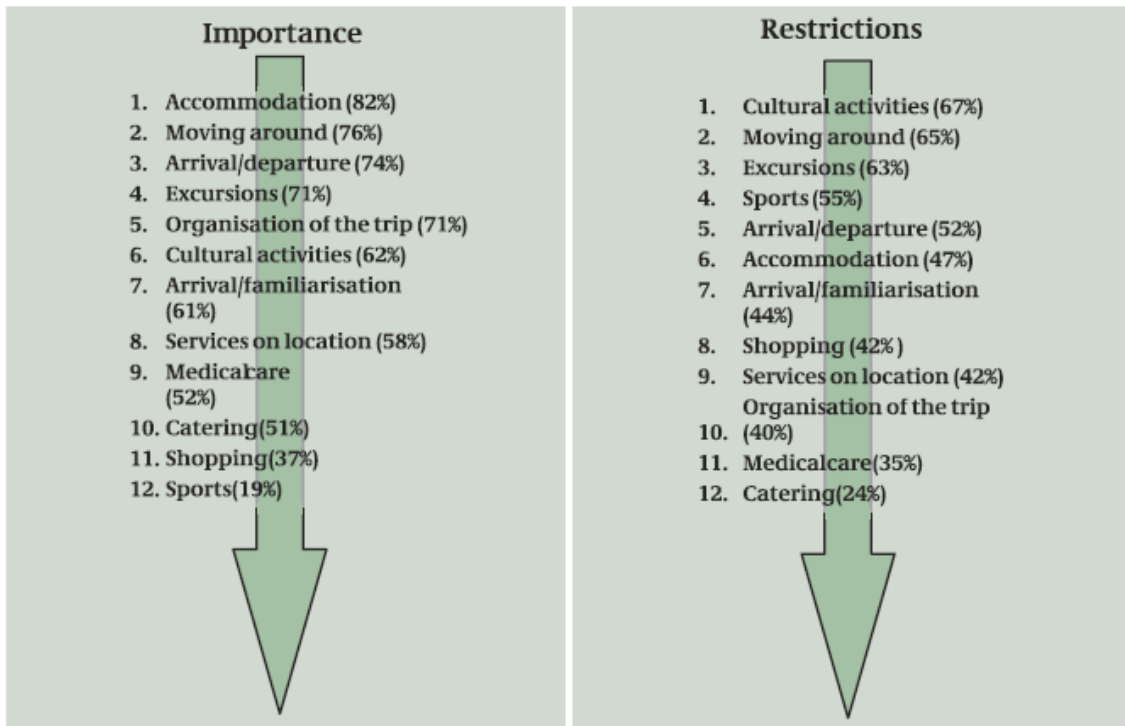 Importance
1. Accommodation (82%)
2. Moving around (76%)
3. Arrival/departure (74%)
4. Excursions (71%)
5. Organisation of the trip (71%)
6. Cultural activities (62%)
7. Arrival/familiarisation
(61%)
8. Services on location (58%)
9. Medicalcare
(52%)
10. Catering(51%)
11. Shopping(37%)
12. Sports(19%)
Restrictions
1. Cultural activities (67%)
2. Moving around (65%)
3. Excursions (63%)
4. Sports (55%)
5. Arrival/departure (52%)
6. Accommodation (47%)
7. Arrival/familiarisation
(44%)
8. Shopping (42% )
9. Services on location (42%)
Organisation of the trip
10. (40%)
11. Medicalcare(35%)
12. Catering(24%)